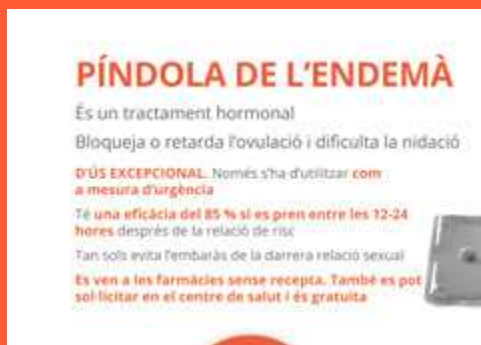 PÍNDOLA DE L'ENDEMÀ
És un tractament hormonal
Bloqueja o retarda l'ovulació i dificulta la nidació
D'ÚS EXCEPCIONAL. Només s'ha d'utilitzar com
a mesura d'urgència
Té una eficàcia del 85 % si es pren entre les 12-24
hores després de la relació de risc
Tan sols evita l'embaràs de la darrera relació sexual
Es ven a les farmàcies sense recepta. També es pot
sol·licitar en el centre de salut i és gratuïta